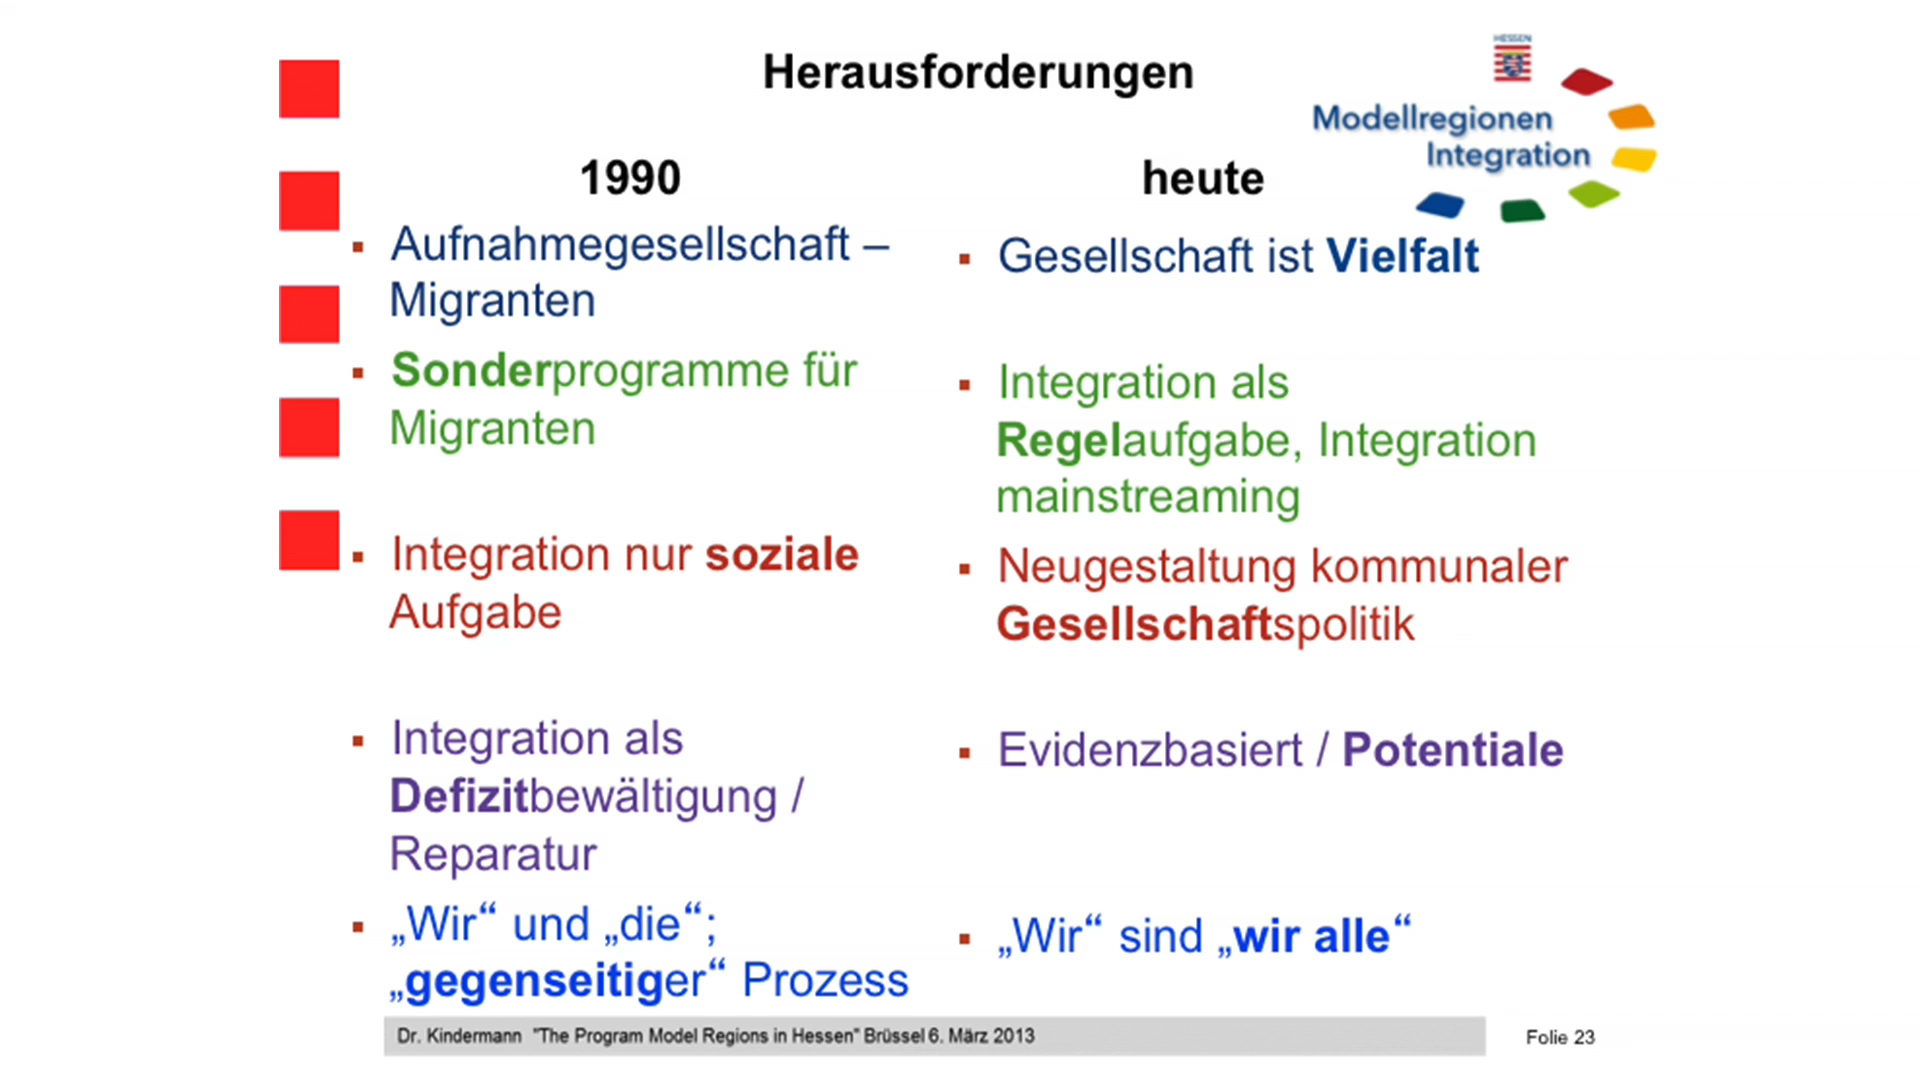 Herausforderungen
HESSEN
Modellregionen
Integration
1990
Aufnahmegesellschaft –
Migranten
Sonderprogramme für
Migranten
Integration nur soziale
Aufgabe
Integration als
Defizitbewältigung /
Reparatur
„Wir“ und „die“;
„gegenseitiger“ Prozess
heute
Gesellschaft ist Vielfalt
Integration als
Regelaufgabe, Integration
mainstreaming
Neugestaltung kommunaler
Gesellschaftspolitik
Evidenzbasiert / Potentiale
„Wir“ sind „wir alle“
Dr. Kindermann "The Program Model Regions in Hessen" Brüssel 6. März 2013
Folie 23